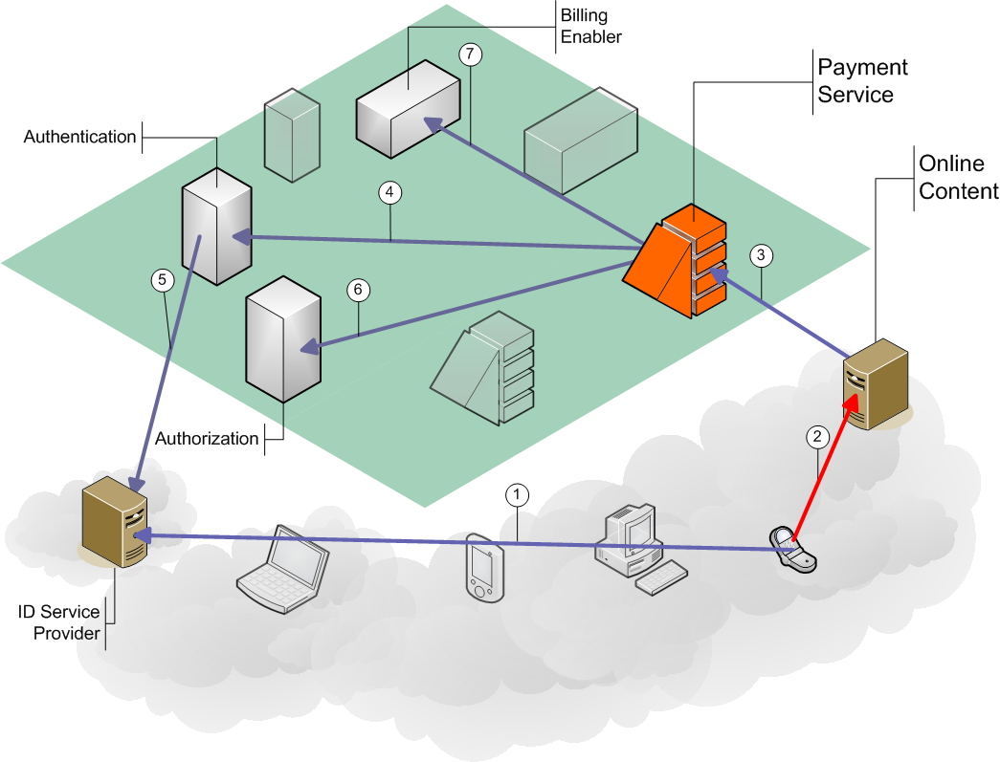 Billing
Enabler
7
Payment
Service
Authentication
Online
Content
4
3
5
6
Authorization
2
1
ID Service
Provider